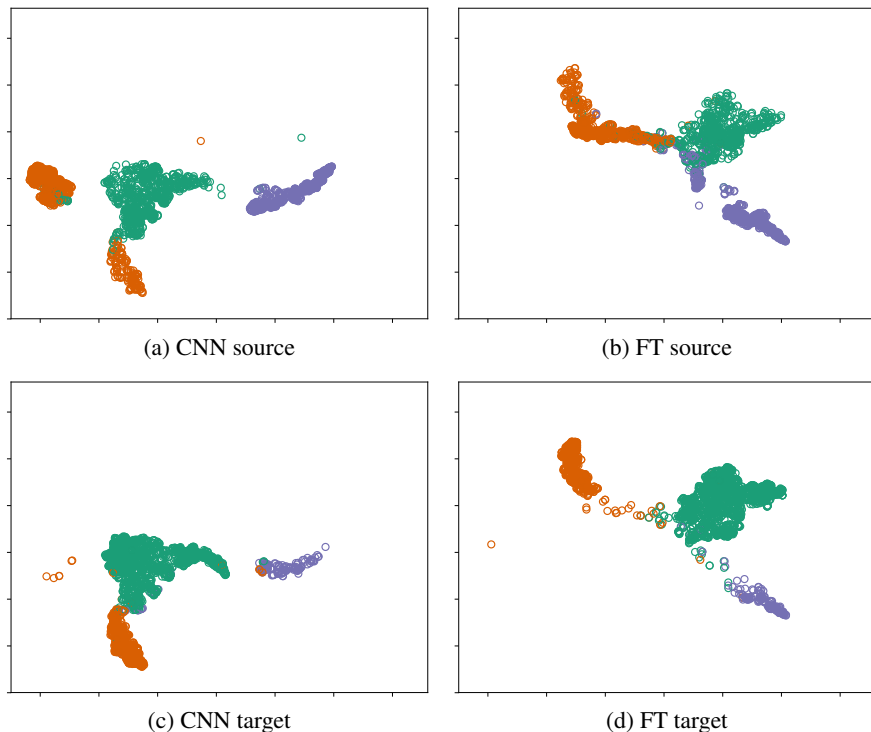 (a) CNN source
(b) FT source
(c) CNN target
(d) FT target